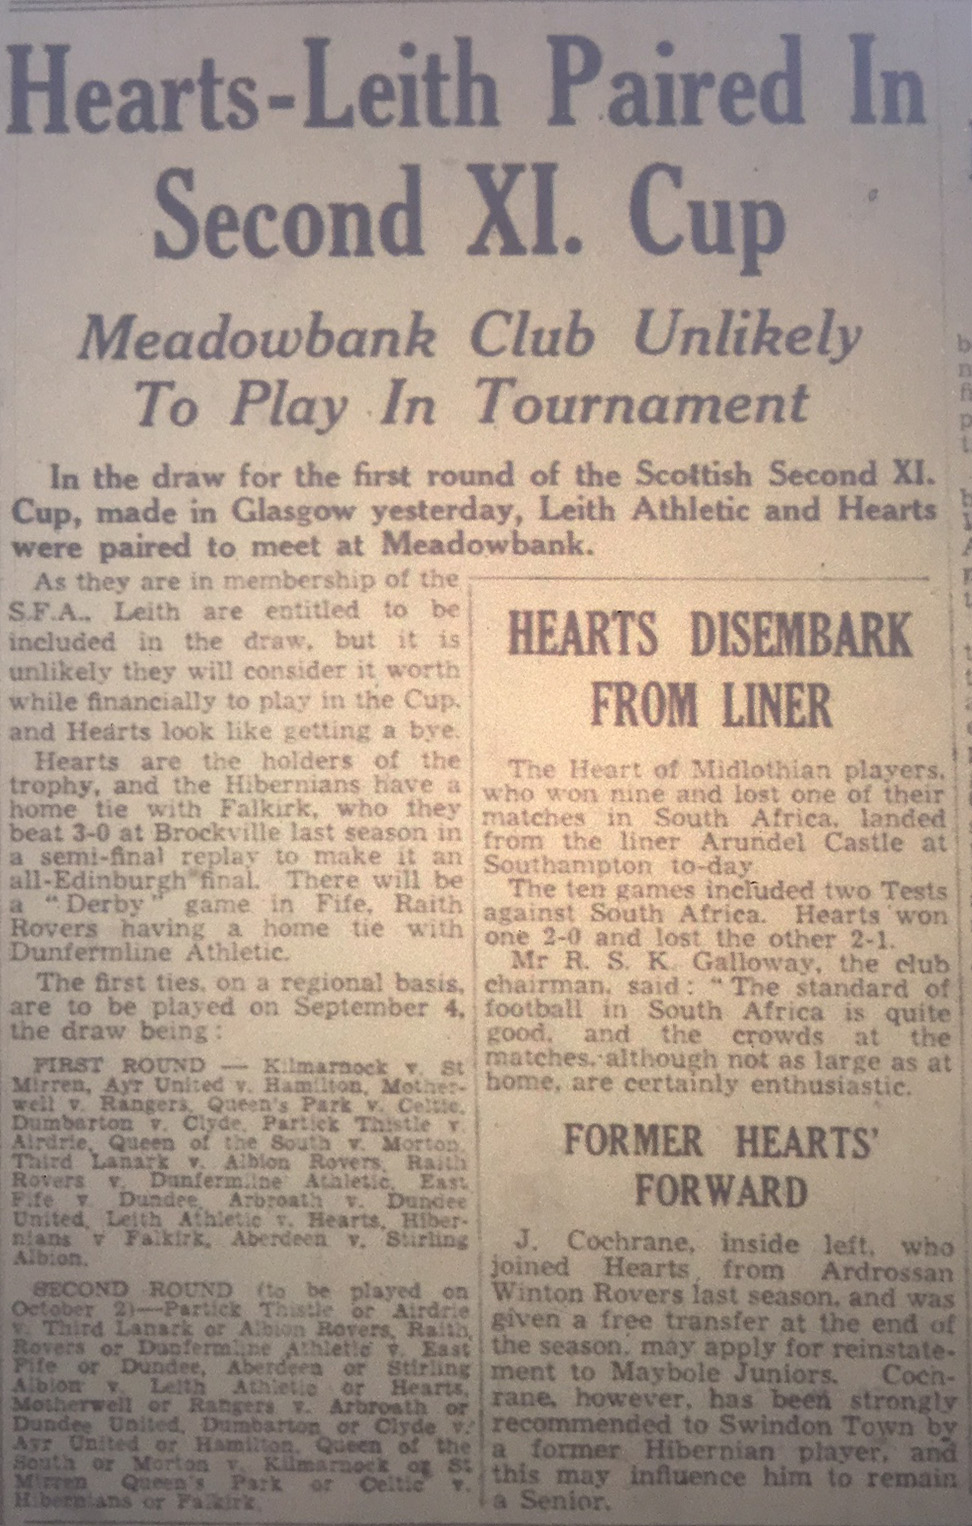 Hearts-Leith Paired In
Second XI. Cup
Meadowbank Club Unlikely
To Play In Tournament
In the draw for the first round of the Scottish Second XI.
Cup, made in Glasgow yesterday, Leith Athletic and Hearts
were paired to meet at Meadowbank.
As they are in membership of the
S.F.A., Leith are entitled to be
included in the draw, but it is
unlikely they will consider it worth
while financially to play in the Cup,
and Hearts look like getting a bye.
Hearts are the holders of the
trophy, and the Hibernians have a
home tie with Falkirk, who they
beat 3-0 at Brockville last season in
a semi-final replay to make it an
all-Edinburgh final. There will be
a "Derby" game in Fife, Raith
Rovers having a home tie with
Dunfermline Athletic.
The first ties, on a regional basis,
are to be played on September 4,
the draw being:
FIRST ROUND — Kilmarnock v. St
Mirren, Ayr United v. Hamilton, Mother-
well v. Rangers, Queen's Park v. Celtic,
Dumbarton v. Clyde, Partick Thistle v.
Airdrie, Queen of the South v. Morton,
Third Lanark v. Albion Rovers, Raith
Rovers v. Dunfermline Athletic, East
Fife v. Dundee, Arbroath v. Dundee
United, Leith Athletic v. Hearts, Hiber-
nians v Falkirk, Aberdeen v. Stirling
Albion.
SECOND ROUND (to be played on
October 2)—Partick Thistle or Airdrie
v. Third Lanark or Albion Rovers, Raith
Rovers or Dunfermline Athletic v. East
Fife or Dundee, Aberdeen or Stirling
Albion v. Leith Athletic or Hearts,
Motherwell or Rangers v. Arbroath or
Dundee United, Dumbarton or Clyde v.
Ayr United or Hamilton, Queen of the
South or Morton v. Kilmarnock or St
Mirren Queen's Park or Celtic v.
Hibernians or Falkirk.
HEARTS DISEMBARK
FROM LINER
The Heart of Midlothian players,
who won nine and lost one of their
matches in South Africa, landed
from the liner Arundel Castle at
Southampton to-day.
The ten games included two Tests
against South Africa. Hearts won
one 2-0 and lost the other 2-1.
Mr R. S. K. Galloway, the club
chairman, said: "The standard of
football in South Africa is quite
good, and the crowds at the
matches, although not as large as at
home, are certainly enthusiastic.
FORMER HEARTS'
FORWARD
J. Cochrane, inside left, who
joined Hearts from Ardrossan
Winton Rovers last season, and was
given a free transfer at the end of
the season, may apply for reinstate-
ment to Maybole Juniors. Coch-
rane, however, has been strongly
recommended to Swindon Town by
a former Hibernian player, and
this may influence him to remain
a Senior.